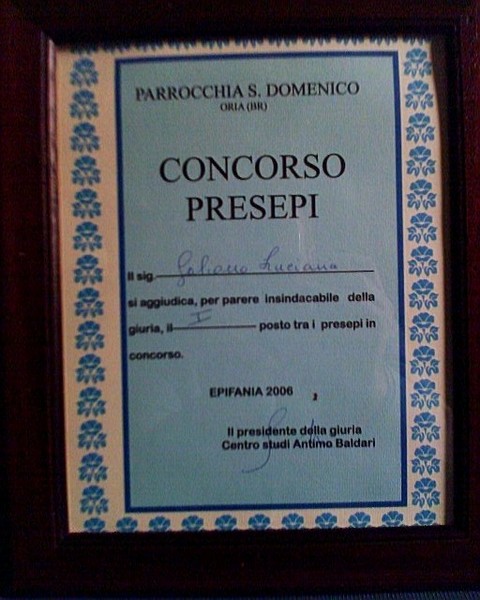 PARROCCHIA S. DOMENICO
ORIA (BR)
CONCORSO
PRESEPI
Il sig. Galiano Luciana
si aggiudica, per parere insindacabile della
giuria, il I posto tra i presepi in
concorso.
EPIFANIA 2006
Il presidente della giuria
Centro studi Antimo Baldari